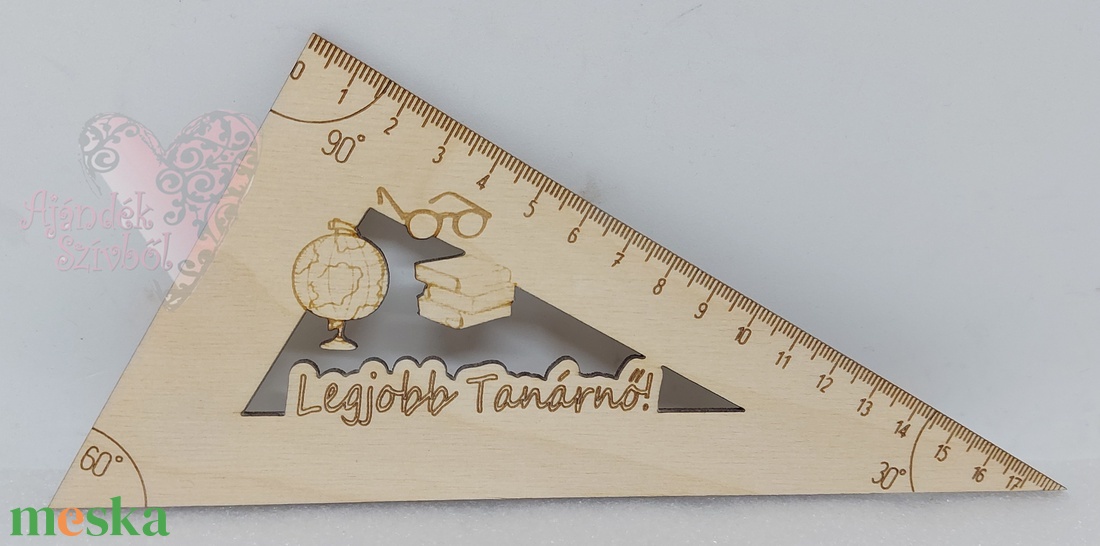 0 1 2 3 4 5 6 7 8 9 10 11 12 13 14 15 16 17
90°
Ajándék
Szívből
Legjobb Tanárnő!
60°
30°
meska